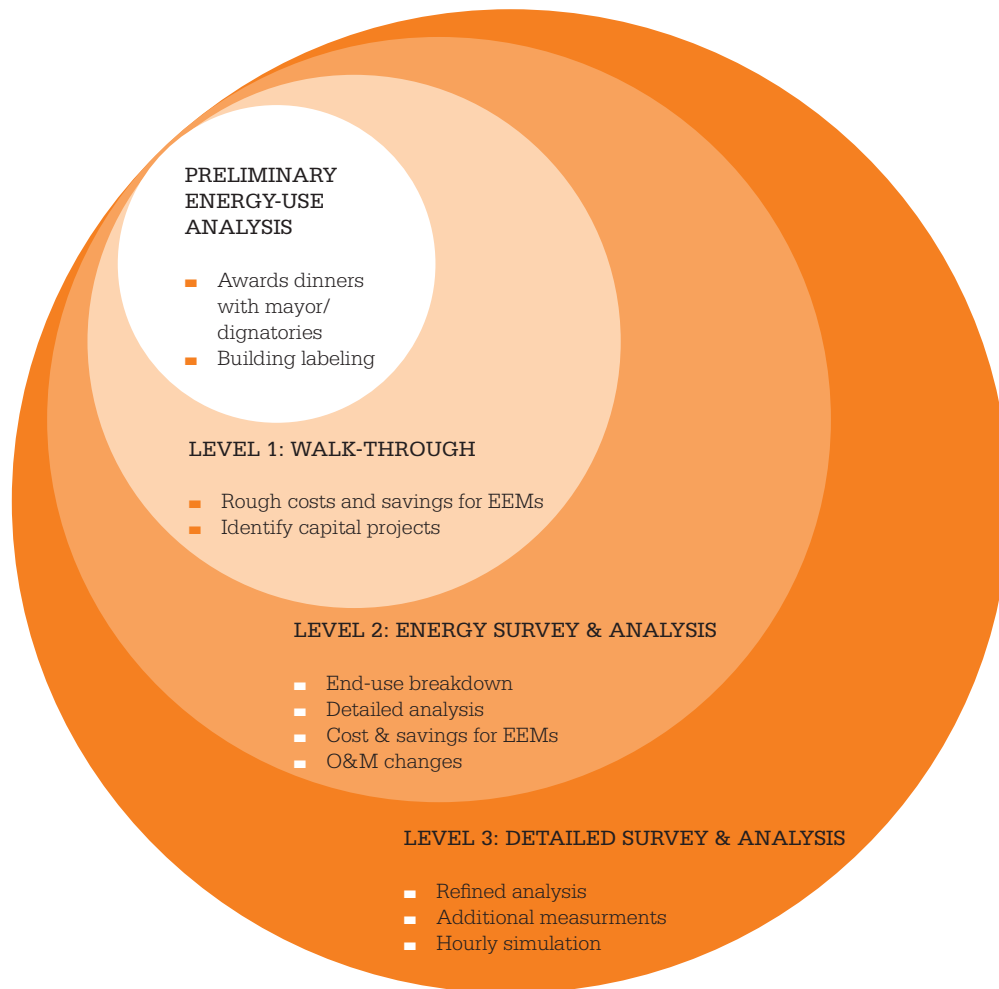 PRELIMINARY
ENERGY-USE
ANALYSIS
Awards dinners
with mayor/
dignatories
Building labeling
LEVEL 1: WALK-THROUGH
Rough costs and savings for EEMs
Identify capital projects
LEVEL 2: ENERGY SURVEY & ANALYSIS
End-use breakdown
Detailed analysis
Cost & savings for EEMs
O&M changes
LEVEL 3: DETAILED SURVEY & ANALYSIS
Refined analysis
Additional measurments
Hourly simulation